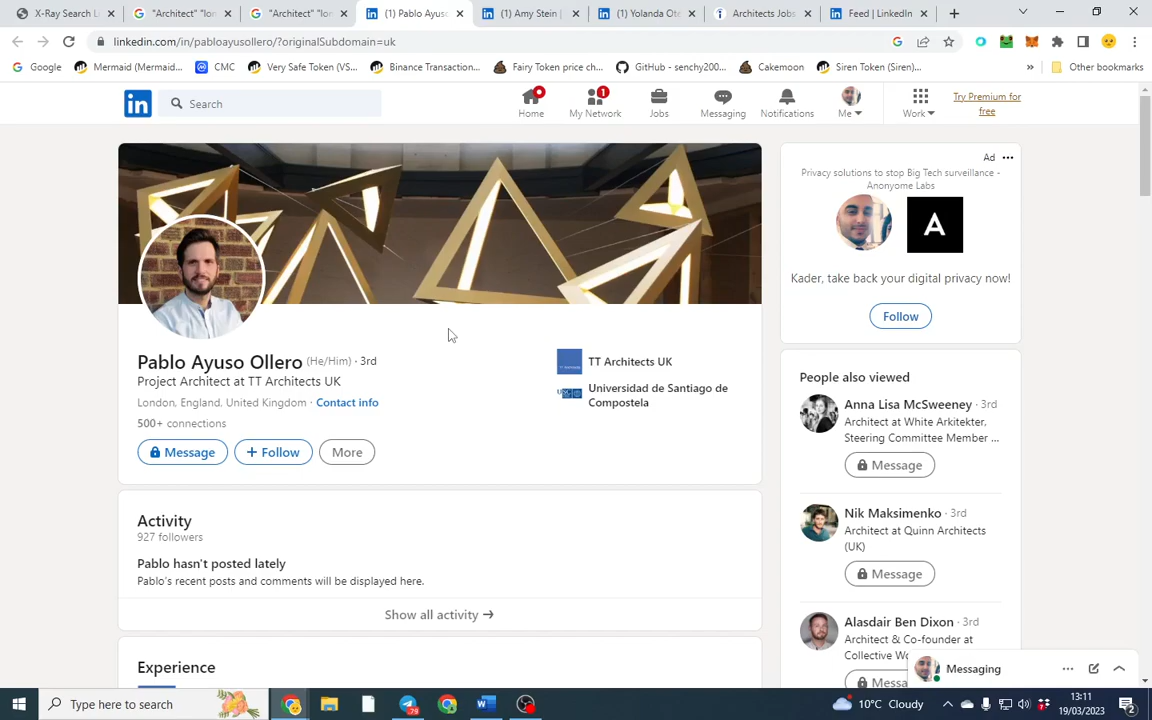 X-Ray Search Li
"Architect" "lon
"Architect" "lon
(1) Pablo Ayuso
(1) Amy Stein |
(1) Yolanda Ote
Architects Jobs
Feed | LinkedIn
linkedin.com/in/pabloayusollero/?originalSubdomain=uk
Google
Mermaid (Mermaid...
CMC
Very Safe Token (VS...
Binance Transaction...
Fairy Token price ch...
GitHub - senchy200...
Cakemoon
Siren Token (Siren)...
»
Other bookmarks
in
Search
Home
1
My Network
Jobs
Messaging
Notifications
Me
Work
Try Premium for
free
Pablo Ayuso Ollero (He/Him) · 3rd
Project Architect at TT Architects UK
London, England, United Kingdom · Contact info
500+ connections
Message
+ Follow
More
TT Architects UK
Universidad de Santiago de
Compostela
Activity
927 followers
Pablo hasn't posted lately
Pablo's recent posts and comments will be displayed here.
Show all activity →
Experience
Ad
Privacy solutions to stop Big Tech surveillance -
Anonyome Labs
A
Kader, take back your digital privacy now!
Follow
People also viewed
Anna Lisa McSweeney · 3rd
Architect at White Arkitekter,
Steering Committee Member ...
Message
Nik Maksimenko · 3rd
Architect at Quinn Architects
(UK)
Message
Alasdair Ben Dixon · 3rd
Architect & Co-founder at
Collective Wo
Messa
Messaging
Type here to search
10°C Cloudy
13:11
19/03/2023
2